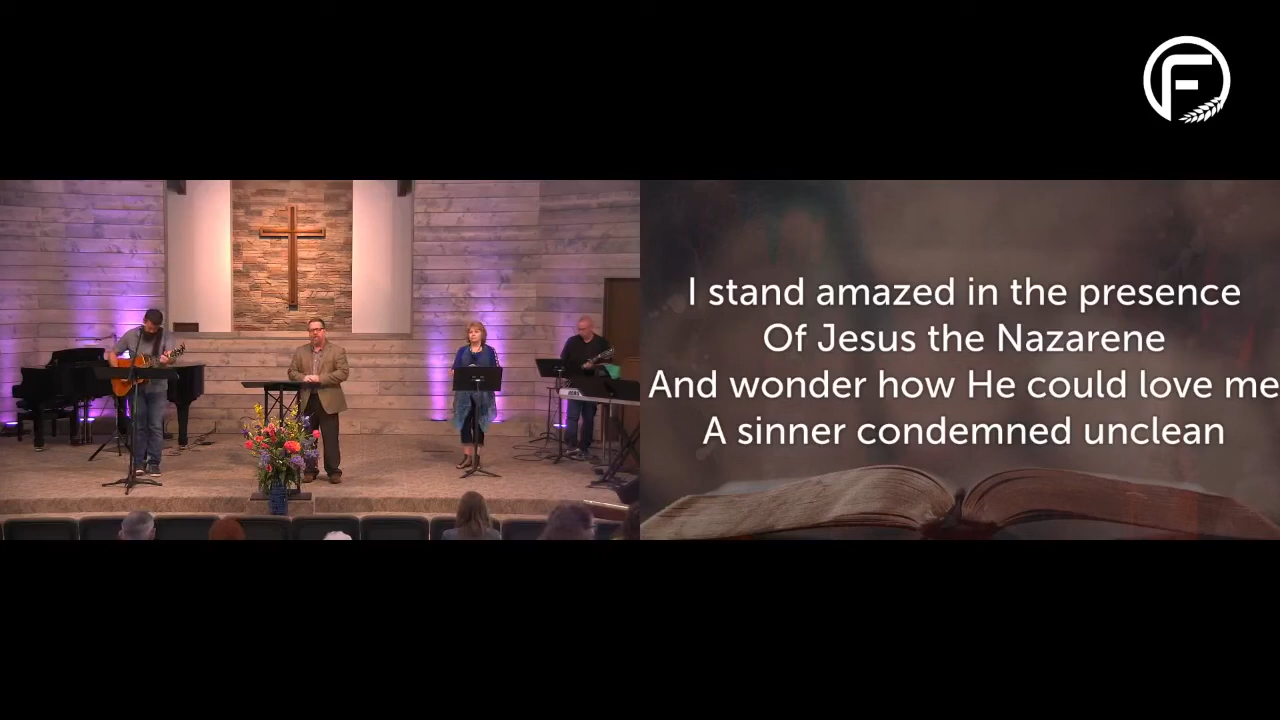 F
I stand amazed in the presence
Of Jesus the Nazarene
And wonder how He could love me
A sinner condemned unclean